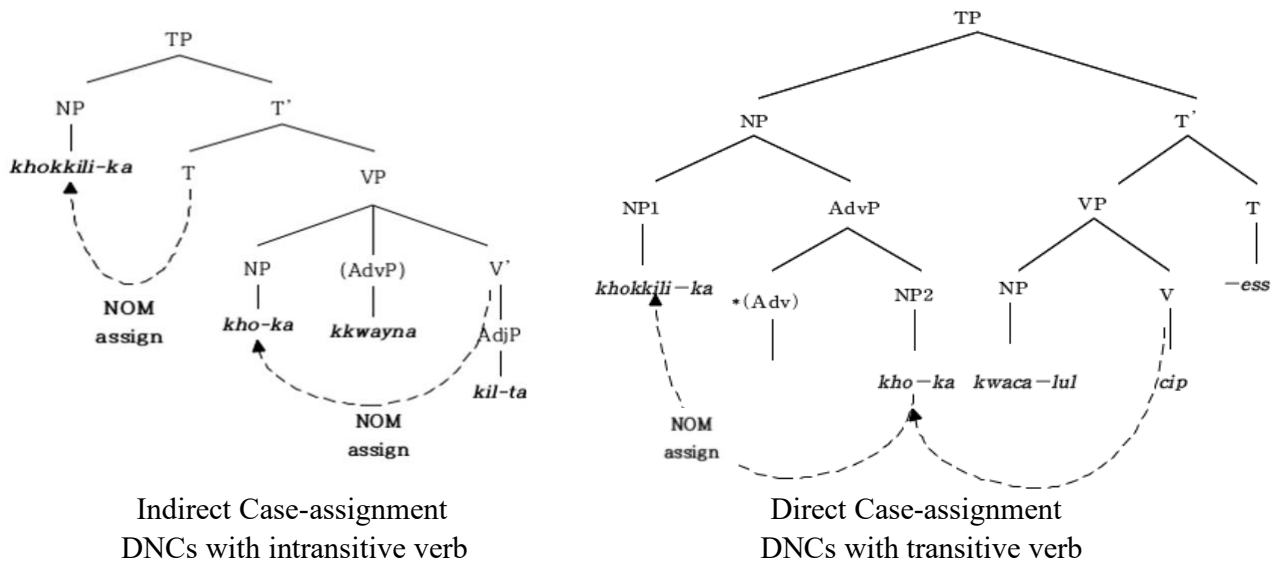 TP
NP
T'
khokkili-ka
T
VP
NOM
assign
NP
(AdvP)
V'
kho-ka
kkwayna
AdjP
kil-ta
NOM
assign
Indirect Case-assignment
DNCs with intransitive verb
TP
NP
T'
NP1
AdvP
VP
T
khokkili-ka
*(Adv)
NP2
NP
V
-ess
kho-ka
kwaca-lul
cip
NOM
assign
Direct Case-assignment
DNCs with transitive verb